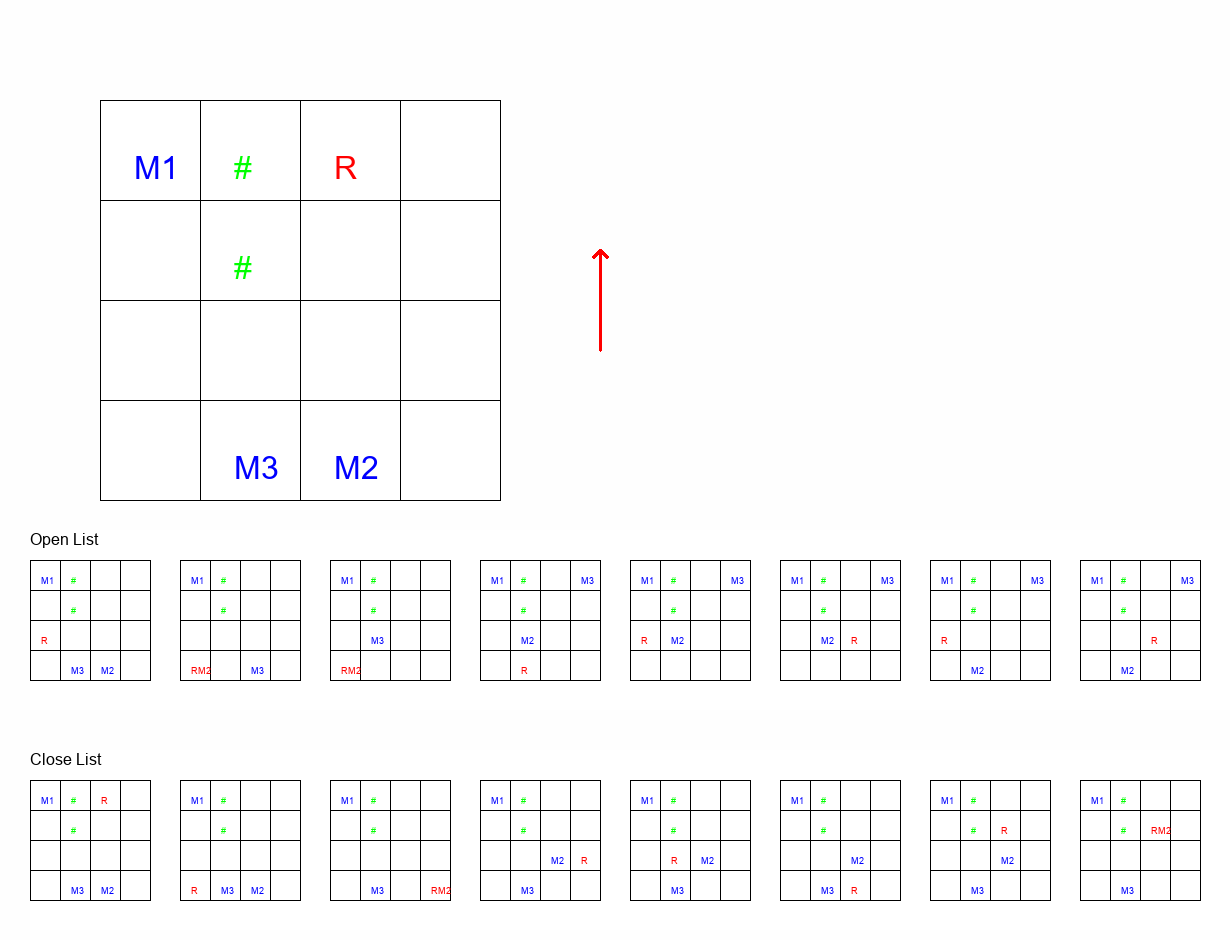 M1 # R
#
M3 M2
Open List
M1 # M1 # M1 # M1 # M3 M1 # M3 M1 # M3 M1 # M3 M1 # M3
# # # # # # # #
R M3 M2 R M2 M2 R R R
M3 M2 RM2 M3 RM2 R M2 M2
Close List
M1 # R M1 # M1 # M1 # M1 # M1 # M1 # M1 #
# # # # # # # R # RM2
M2 R R M2 M2 M2
M3 M2 R M3 M2 M3 RM2 M3 M3 M3 R M3 M3